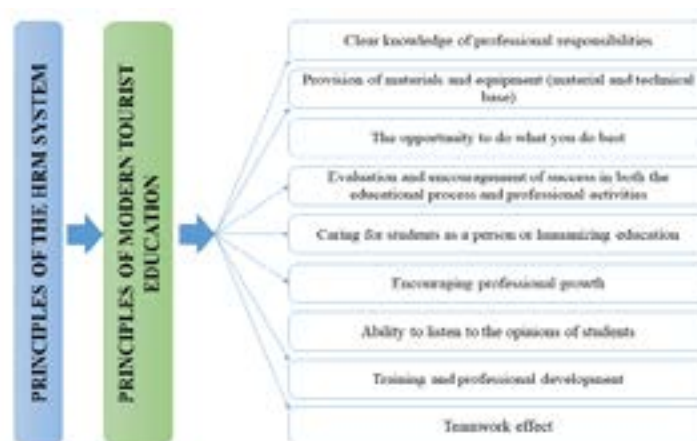 PRINCIPLES OF THE HRM SYSTEM
PRINCIPLES OF MODERN TOURIST
EDUCATION
Clear knowledge of professional responsibilities
Provision of materials and equipment (material and technical
base)
The opportunity to do what you do best
Evaluation and encouragement of success in both the
educational process and professional activities
Caring for students as a person or humanizing education
Encouraging professional growth
Ability to listen to the opinions of students
Training and professional development
Teamwork effect